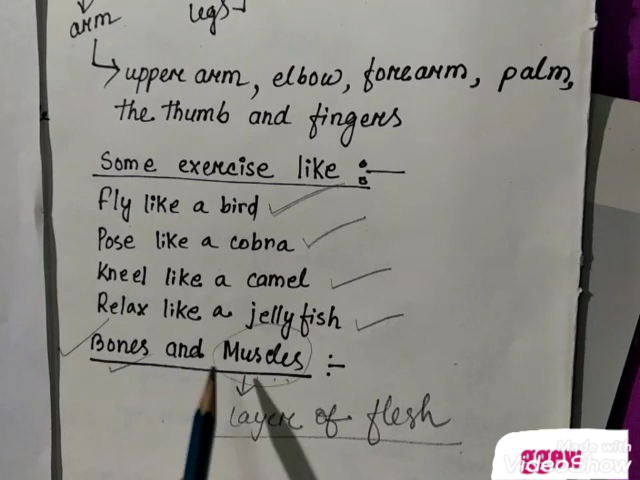 arm
legs
upper arm, elbow, forearm, palm,
the thumb and fingers
Some exercise like :-
Fly like a bird
Pose like a cobra
Kneel like a camel
Relax like a jellyfish
Bones and Muscles :-
layer of flesh
Made with
VideoShow